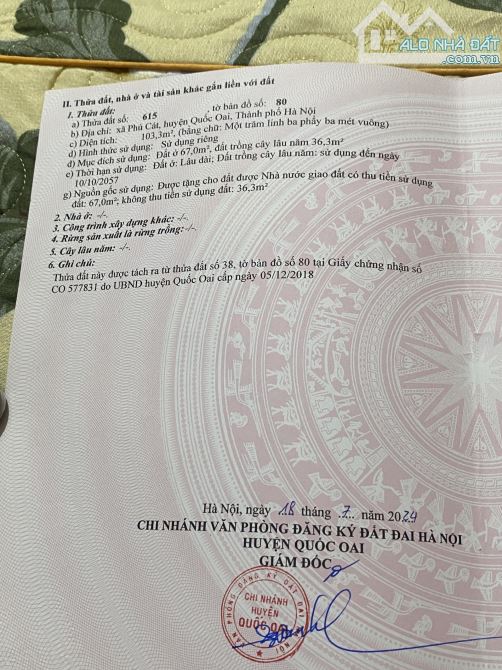 ALO NHÀ ĐẤT
.com.vn
II. Thửa đất, nhà ở và tài sản khác gắn liền với đất
1. Thửa đất:
a) Thửa đất số: 615 , tờ bản đồ số: 80
b) Địa chỉ: xã Phú Cát, huyện Quốc Oai, Thành phố Hà Nội
c) Diện tích: 103,3m², (bằng chữ: Một trăm linh ba phẩy ba mét vuông)
d) Hình thức sử dụng: Sử dụng riêng
đ) Mục đích sử dụng: Đất ở 67,0m², đất trồng cây lâu năm 36,3m²
e) Thời hạn sử dụng: Đất ở: Lâu dài; Đất trồng cây lâu năm: sử dụng đến ngày
10/10/2057
g) Nguồn gốc sử dụng: Được tặng cho đất được Nhà nước giao đất có thu tiền sử dụng
đất: 67,0m²; không thu tiền sử dụng đất: 36,3m²
2. Nhà ở: -/-.
3. Công trình xây dựng khác: -/-.
4. Rừng sản xuất là rừng trồng: -/-.
5. Cây lâu năm: -/-.
6. Ghi chú:
Thửa đất này được tách ra từ thửa đất số 38, tờ bản đồ số 80 tại Giấy chứng nhận số
CO 577831 do UBND huyện Quốc Oai cấp ngày 05/12/2018
Hà Nội, ngày 18 tháng 7 năm 2024
CHI NHÁNH VĂN PHÒNG ĐĂNG KÝ ĐẤT ĐAI HÀ NỘI
HUYỆN QUỐC OAI
GIÁM ĐỐC
VĂN PHÒNG ĐĂNG KÝ ĐẤT ĐAI HÀ NỘI
CHI NHÁNH
HUYỆN
QUỐC OAI